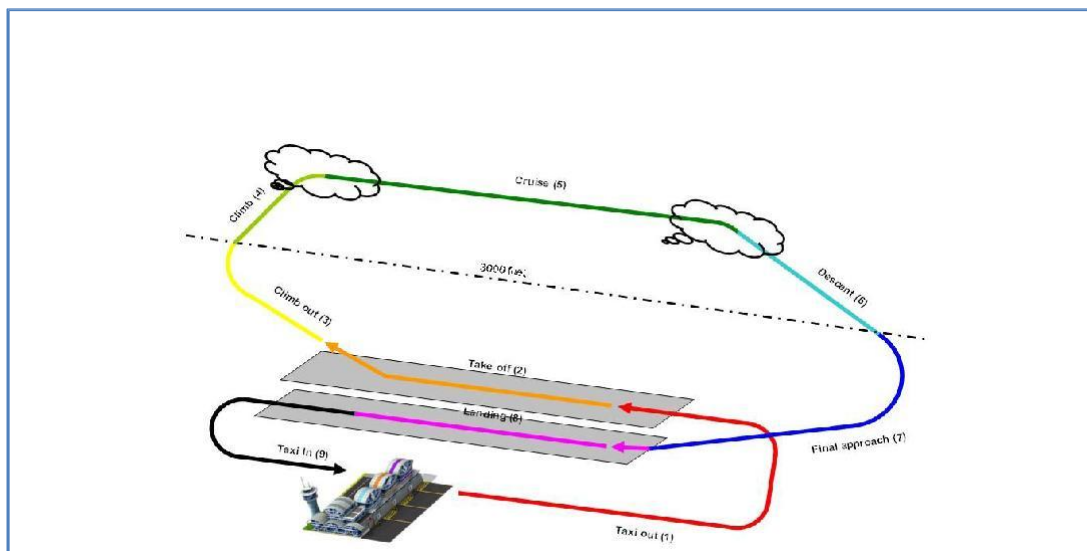 Cruise (5)
Climb (4)
3000 fuet
Descent (6)
Climb out (3)
Take off (2)
Landing (8)
Final approach (7)
Taxi in (9)
Taxi out (1)